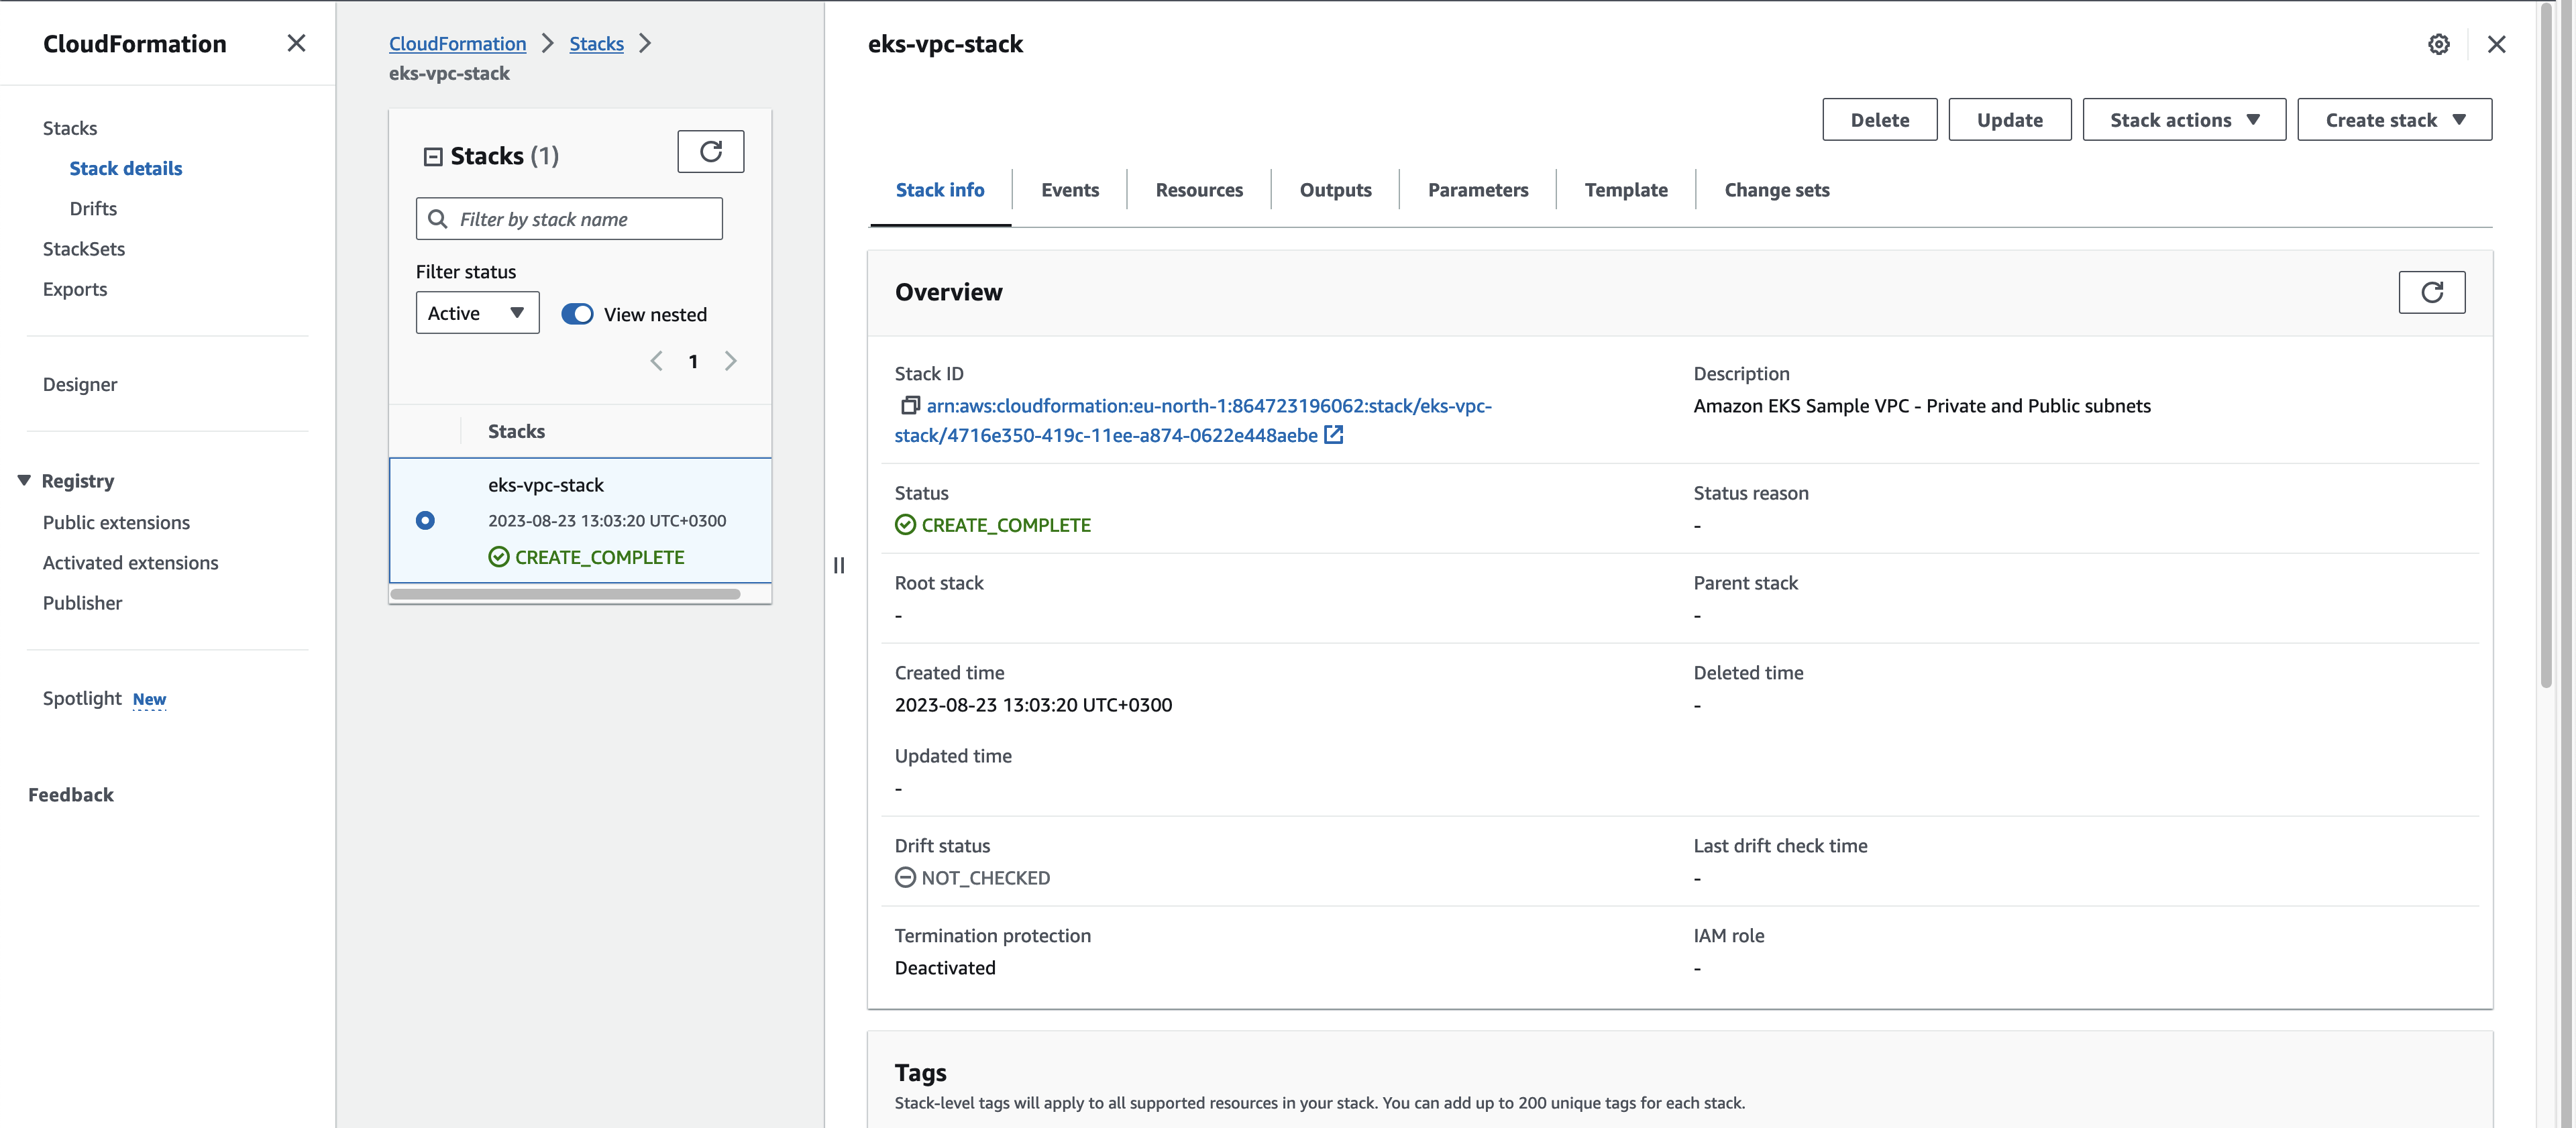 CloudFormation
Stacks
Stack details
Drifts
StackSets
Exports
Designer
Registry
Public extensions
Activated extensions
Publisher
Spotlight New
Feedback
CloudFormation
Stacks
eks-vpc-stack
Stacks (1)
Filter by stack name
Filter status
Active
View nested
1
Stacks
eks-vpc-stack
2023-08-23 13:03:20 UTC+0300
CREATE_COMPLETE
eks-vpc-stack
Delete
Update
Stack actions
Create stack
Stack info
Events
Resources
Outputs
Parameters
Template
Change sets
Overview
Stack ID
arn:aws:cloudformation:eu-north-1:864723196062:stack/eks-vpc-
stack/4716e350-419c-11ee-a874-0622e448aebe
Description
Amazon EKS Sample VPC - Private and Public subnets
Status
CREATE_COMPLETE
Status reason
-
Root stack
-
Parent stack
-
Created time
2023-08-23 13:03:20 UTC+0300
Deleted time
-
Updated time
-
Drift status
NOT_CHECKED
Last drift check time
-
Termination protection
Deactivated
IAM role
-
Tags
Stack-level tags will apply to all supported resources in your stack. You can add up to 200 unique tags for each stack.